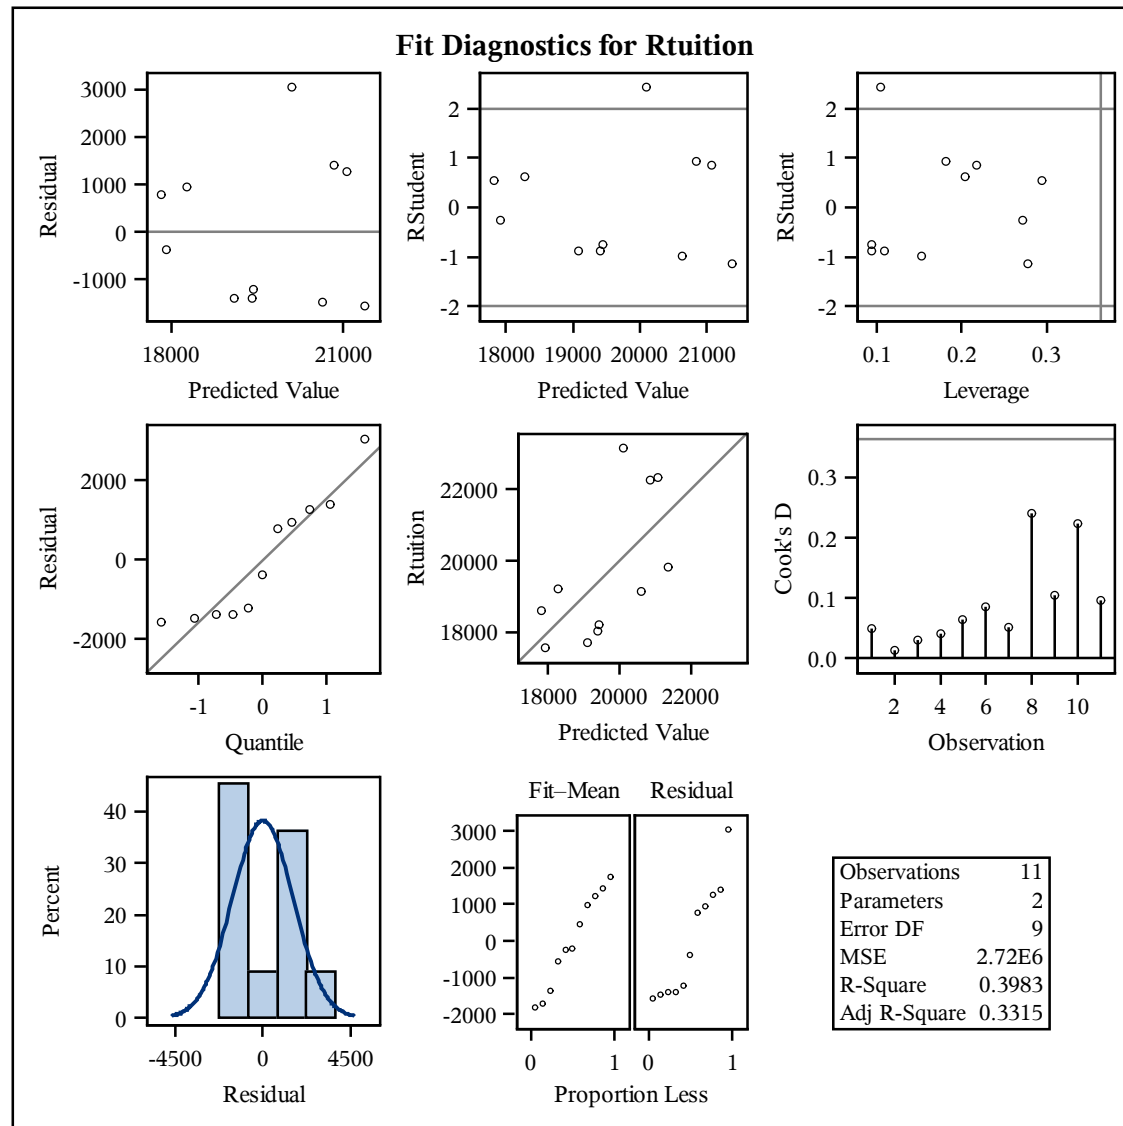 Fit Diagnostics for Rtuition
3000
2000
1000
0
-1000
Residual
18000 21000
Predicted Value
2
1
0
-1
-2
RStudent
18000 19000 20000 21000
Predicted Value
2
1
0
-1
-2
RStudent
0.1 0.2 0.3
Leverage
2000
0
-2000
Residual
-1 0 1
Quantile
22000
20000
18000
Rtuition
18000 20000 22000
Predicted Value
0.3
0.2
0.1
0.0
Cook's D
2 4 6 8 10
Observation
40
30
20
10
0
Percent
-4500 0 4500
Residual
Fit–Mean Residual
3000
2000
1000
0
-1000
-2000
0 1 0 1
Proportion Less
Observations 11
Parameters 2
Error DF 9
MSE 2.72E6
R-Square 0.3983
Adj R-Square 0.3315